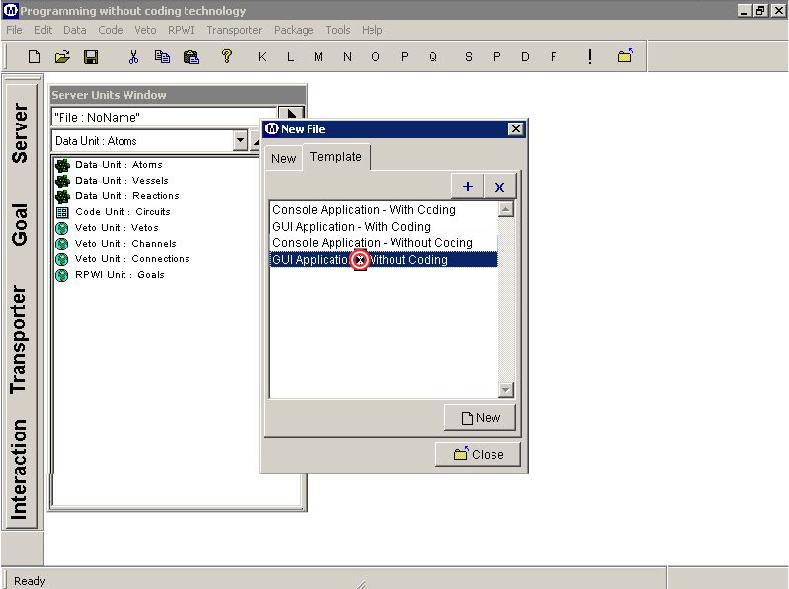 Programming without coding technology
File Edit Data Code Veto RPWI Transporter Package Tools Help
K L M N O P Q S P D F !
Server
Goal
Transporter
Interaction
Server Units Window
"File : NoName"
Data Unit : Atoms
Data Unit : Atoms
Data Unit : Vessels
Data Unit : Reactions
Code Unit : Circuits
Veto Unit : Vetos
Veto Unit : Channels
Veto Unit : Connections
RPWI Unit : Goals
New File
New Template
+ x
Console Application - With Coding
GUI Application - With Coding
Console Application - Without Coding
GUI Applicatio Without Coding
New
Close
Ready